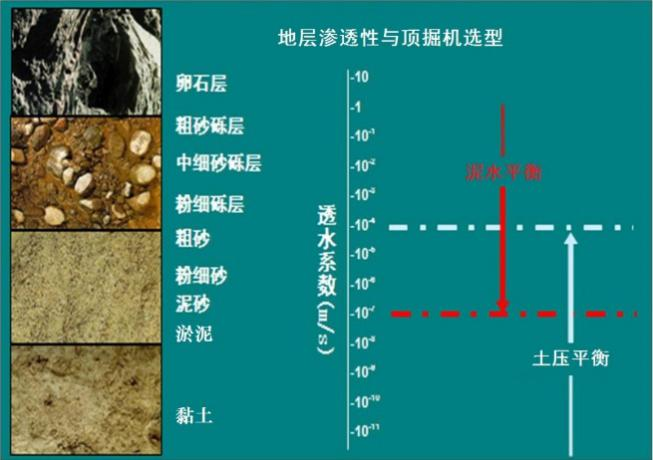 地层渗透性与顶掘机选型
卵石层
粗砂砾层
中细砂砾层
粉细砾层
粗砂
粉细砂
泥砂
淤泥
黏土
透水系数(m/s)
10
1
10⁻¹
10⁻²
10⁻³
10⁻⁴
10⁻⁵
10⁻⁶
10⁻⁷
10⁻⁸
10⁻⁹
10⁻¹⁰
10⁻¹¹
泥水平衡
土压平衡